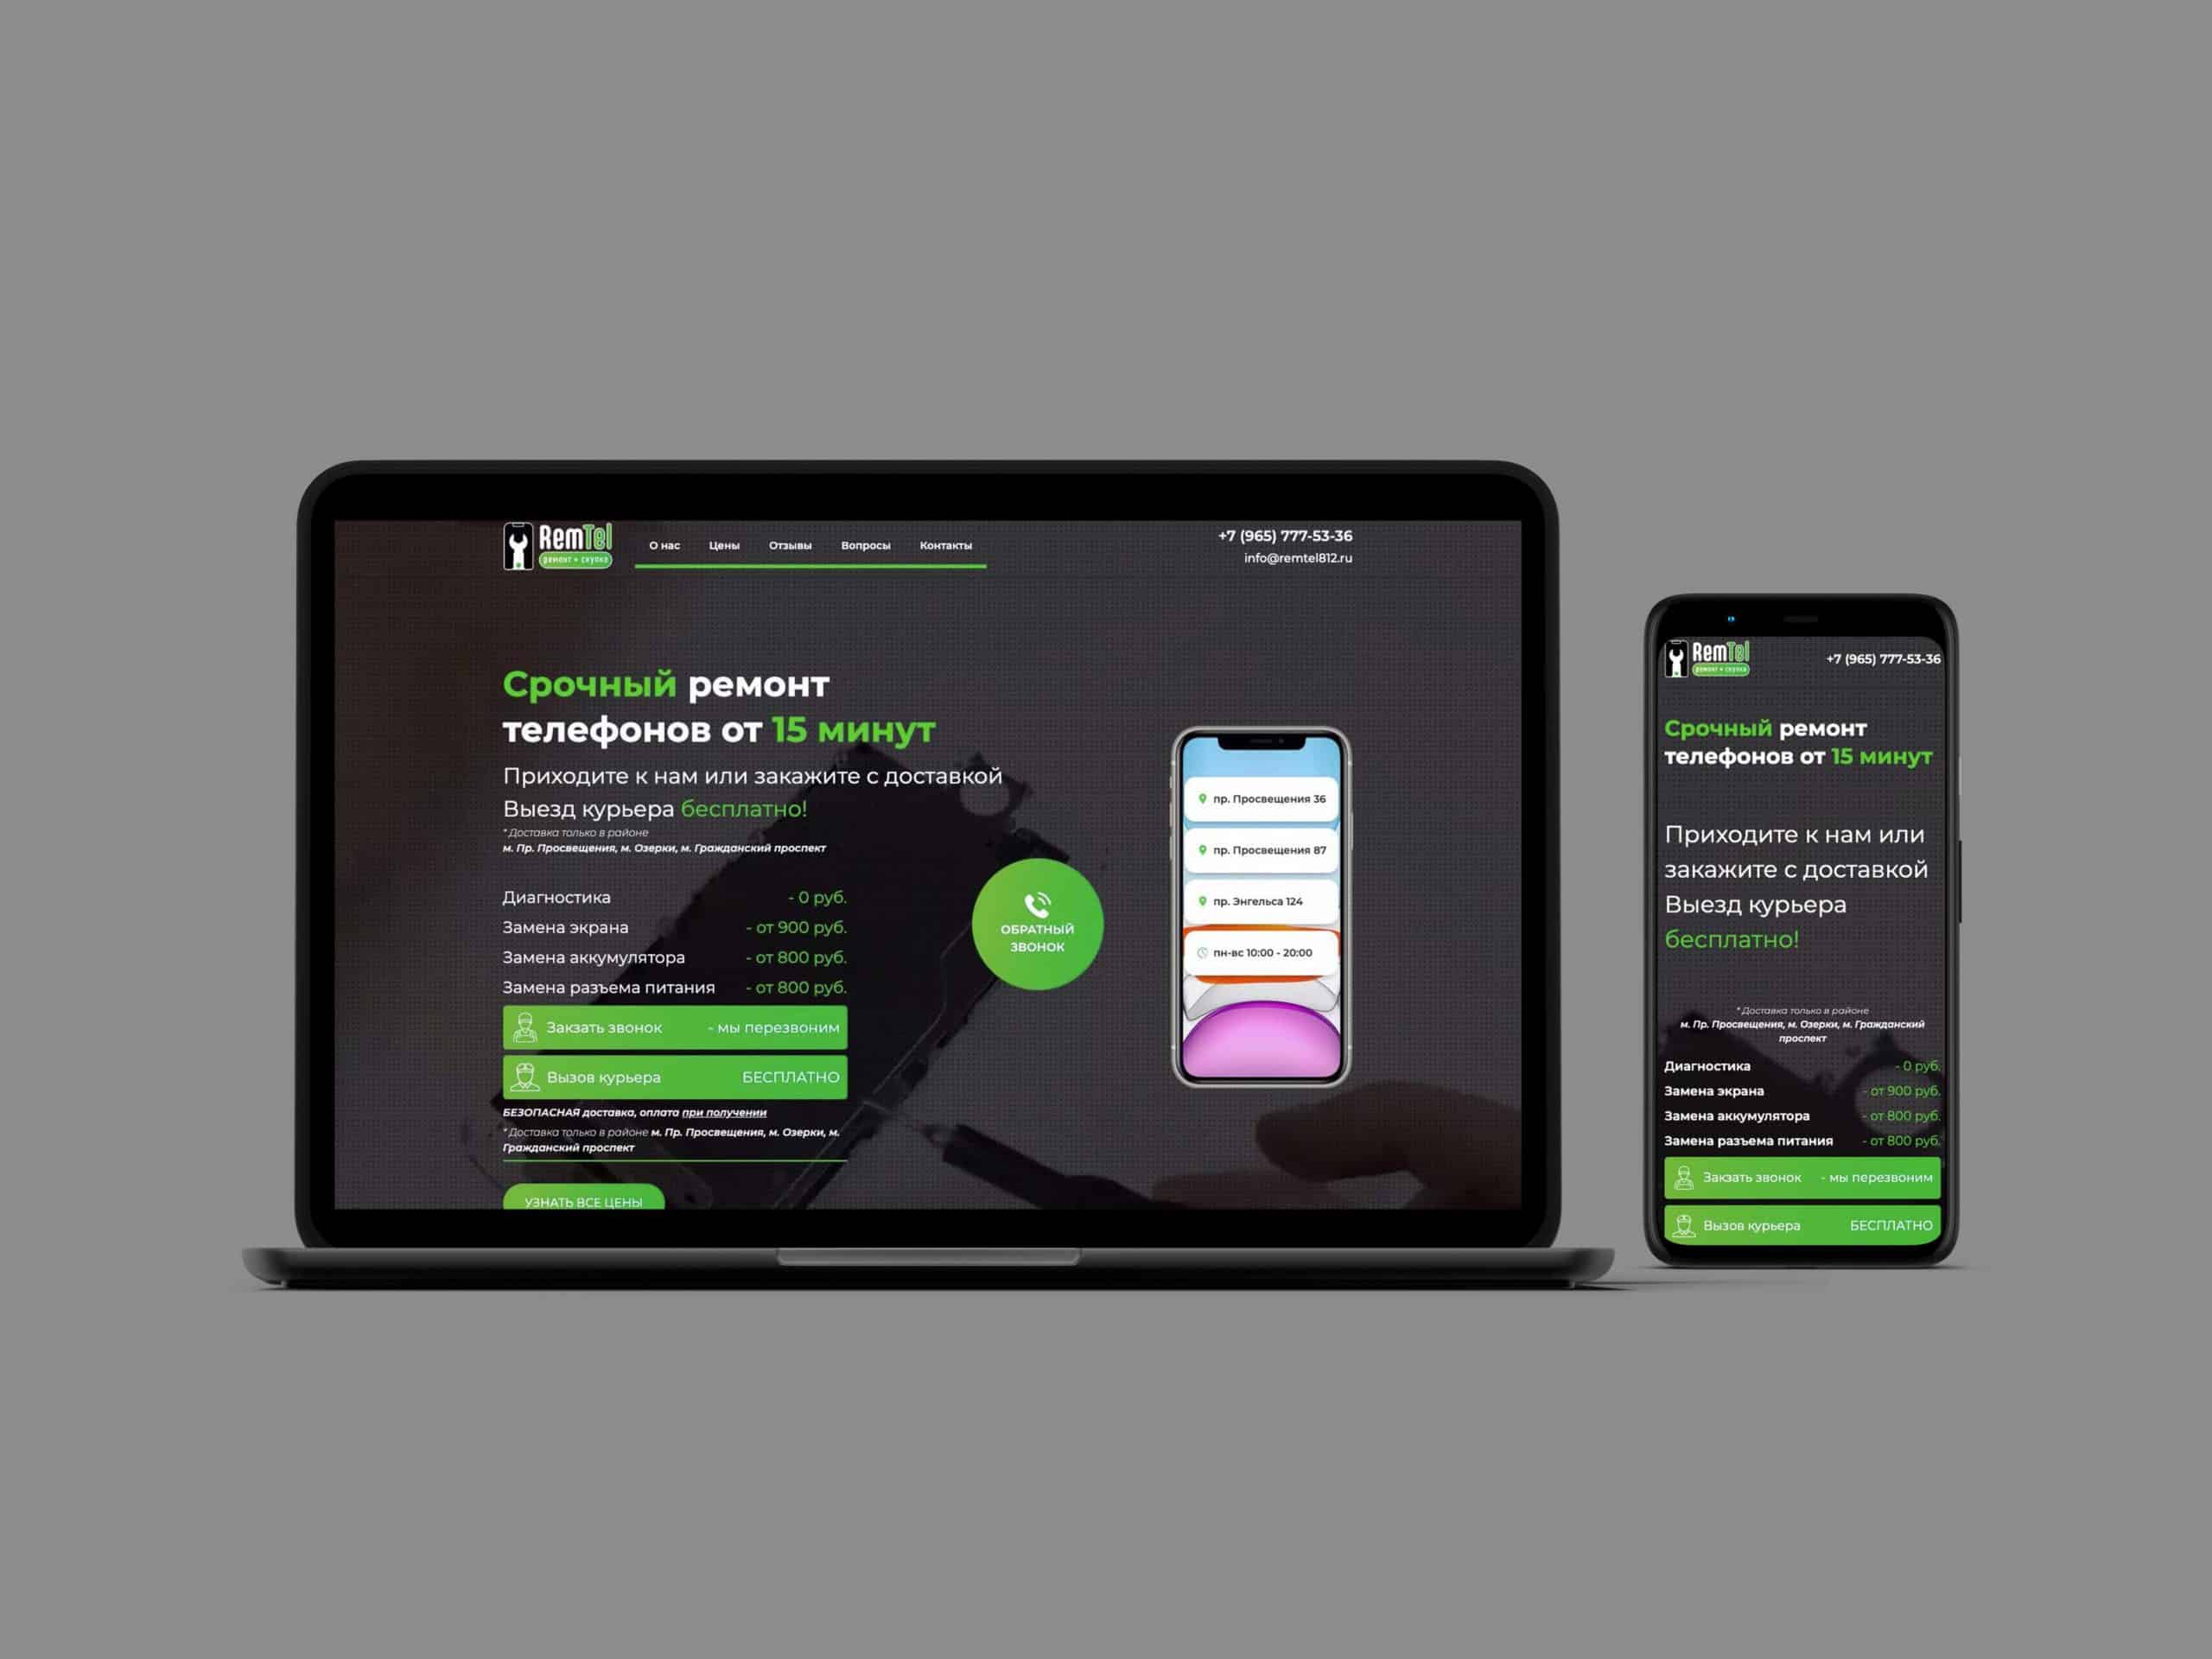 RemTel
ремонт + скупка
О нас Цены Отзывы Вопросы Контакты
+7 (965) 777-53-36
info@remtel812.ru
Срочный ремонт
телефонов от 15 минут
Приходите к нам или закажите с доставкой
Выезд курьера бесплатно!
* Доставка только в районе
м. Пр. Просвещения, м. Озерки, м. Гражданский проспект
Диагностика - 0 руб.
Замена экрана - от 900 руб.
Замена аккумулятора - от 800 руб.
Замена разъема питания - от 800 руб.
Закзать звонок - мы перезвоним
Вызов курьера БЕСПЛАТНО
БЕЗОПАСНАЯ доставка, оплата при получении
* Доставка только в районе м. Пр. Просвещения, м. Озерки, м.
Гражданский проспект
УЗНАТЬ ВСЕ ЦЕНЫ
ОБРАТНЫЙ
ЗВОНОК
пр. Просвещения 36
пр. Просвещения 87
пр. Энгельса 124
пн-вс 10:00 - 20:00
RemTel
ремонт + скупка
+7 (965) 777-53-36
Срочный ремонт
телефонов от 15 минут
Приходите к нам или
закажите с доставкой
Выезд курьера
бесплатно!
* Доставка только в районе
м. Пр. Просвещения, м. Озерки, м. Гражданский
проспект
Диагностика - 0 руб.
Замена экрана - от 900 руб.
Замена аккумулятора - от 800 руб.
Замена разъема питания - от 800 руб.
Закзать звонок - мы перезвоним
Вызов курьера БЕСПЛАТНО